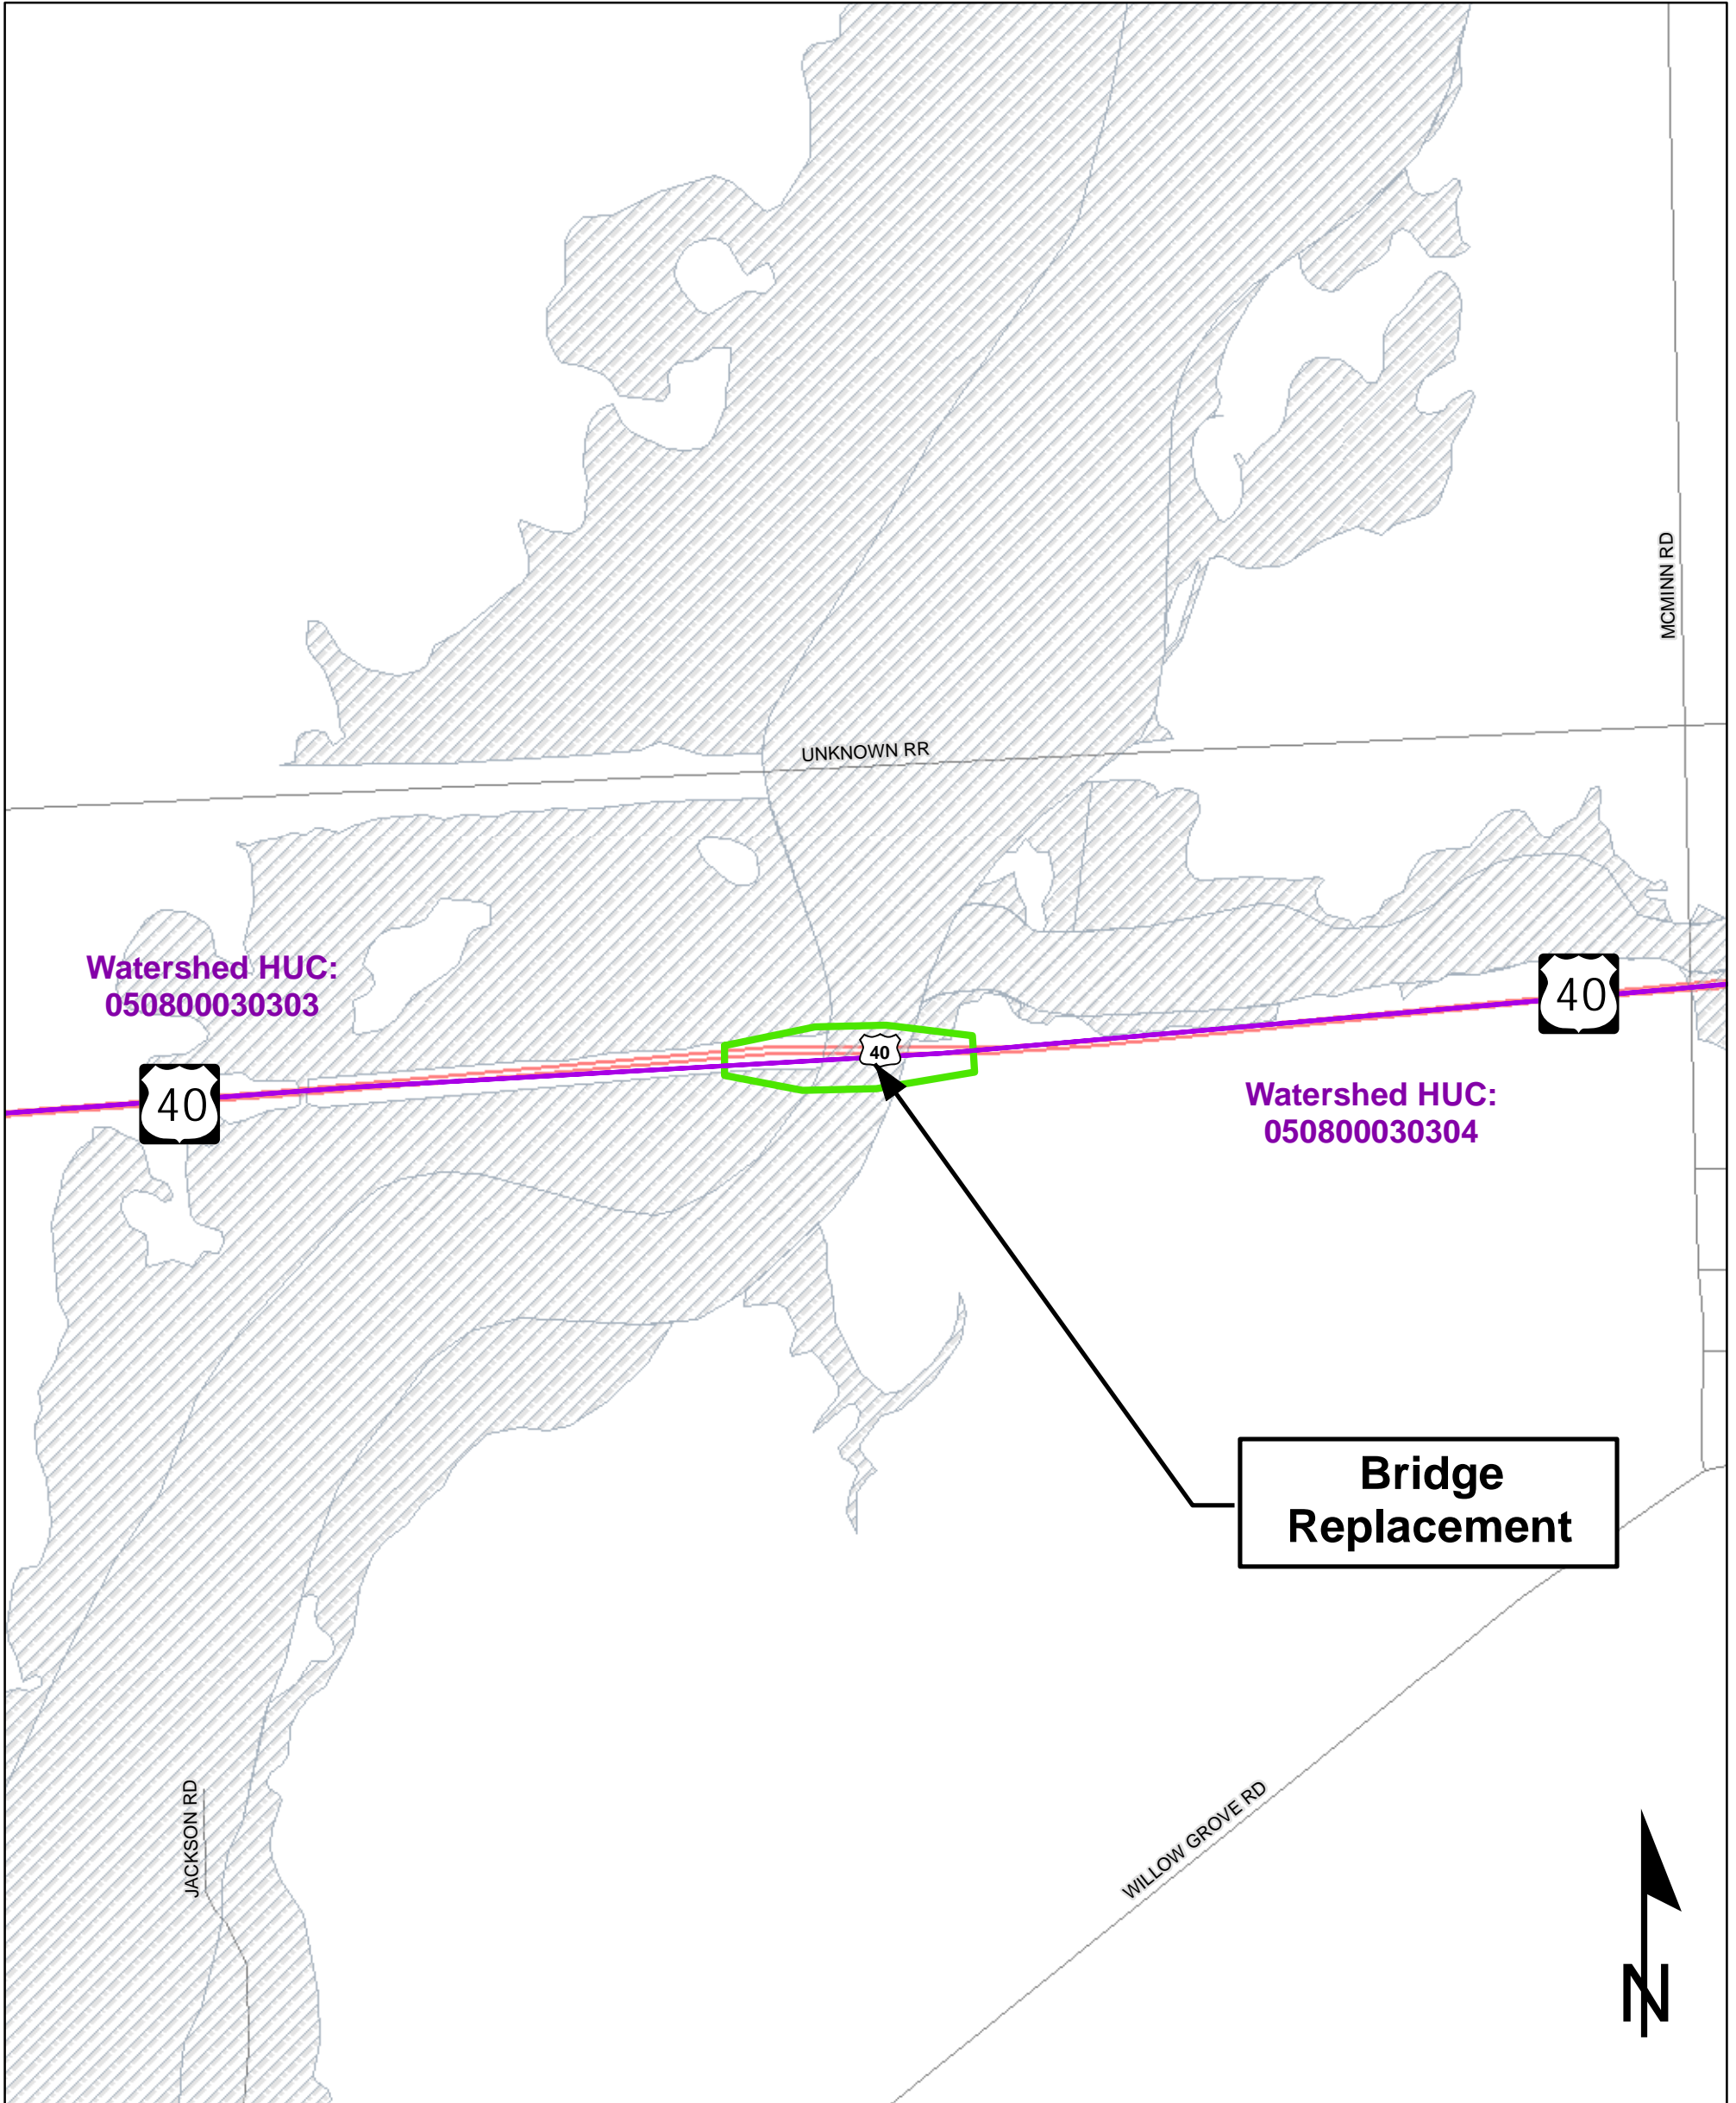 MCMINN RD
UNKNOWN RR
Watershed HUC:
050800030303
40
40
40
Watershed HUC:
050800030304
Bridge
Replacement
JACKSON RD
WILLOW GROVE RD
N